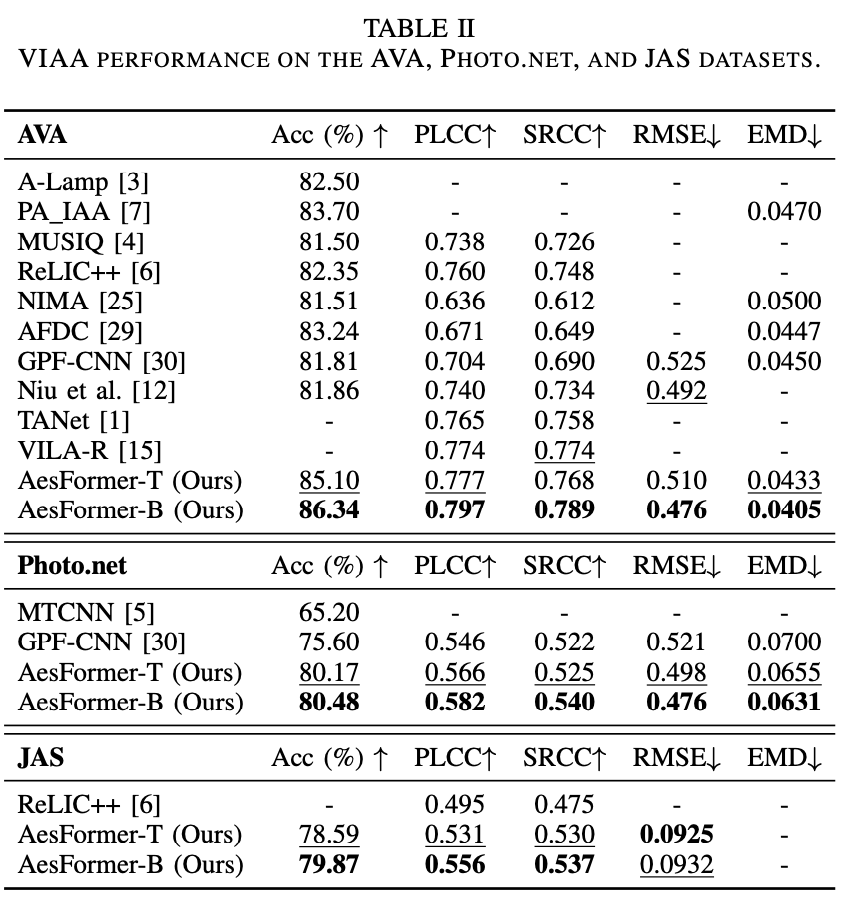 TABLE II
VIAA PERFORMANCE ON THE AVA, PHOTO.NET, AND JAS DATASETS.
AVA Acc (%) ↑ PLCC↑ SRCC↑ RMSE↓ EMD↓
A-Lamp [3] 82.50 - - - -
PA_IAA [7] 83.70 - - - 0.0470
MUSIQ [4] 81.50 0.738 0.726 - -
ReLIC++ [6] 82.35 0.760 0.748 - -
NIMA [25] 81.51 0.636 0.612 - 0.0500
AFDC [29] 83.24 0.671 0.649 - 0.0447
GPF-CNN [30] 81.81 0.704 0.690 0.525 0.0450
Niu et al. [12] 81.86 0.740 0.734 0.492 -
TANet [1] - 0.765 0.758 - -
VILA-R [15] - 0.774 0.774 - -
AesFormer-T (Ours) 85.10 0.777 0.768 0.510 0.0433
AesFormer-B (Ours) 86.34 0.797 0.789 0.476 0.0405
Photo.net Acc (%) ↑ PLCC↑ SRCC↑ RMSE↓ EMD↓
MTCNN [5] 65.20 - - - -
GPF-CNN [30] 75.60 0.546 0.522 0.521 0.0700
AesFormer-T (Ours) 80.17 0.566 0.525 0.498 0.0655
AesFormer-B (Ours) 80.48 0.582 0.540 0.476 0.0631
JAS Acc (%) ↑ PLCC↑ SRCC↑ RMSE↓ EMD↓
ReLIC++ [6] - 0.495 0.475 - -
AesFormer-T (Ours) 78.59 0.531 0.530 0.0925 -
AesFormer-B (Ours) 79.87 0.556 0.537 0.0932 -